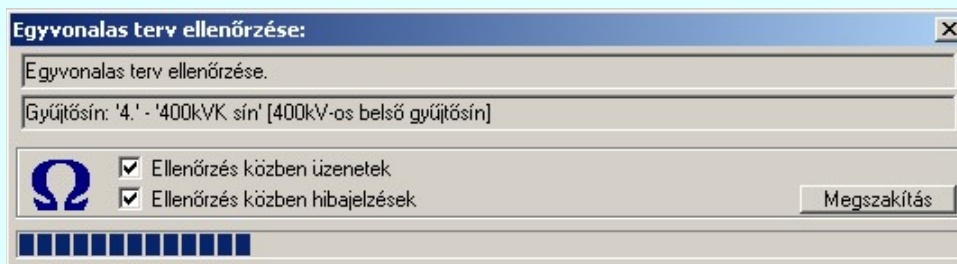 Egyvonalas terv ellenőrzése:
Egyvonalas terv ellenőrzése.
Gyűjtősín: '4.' - '400kVK sín' [400kV-os belső gyűjtősín]
Ω
Ellenőrzés közben üzenetek
Ellenőrzés közben hibajelzések
Megszakítás